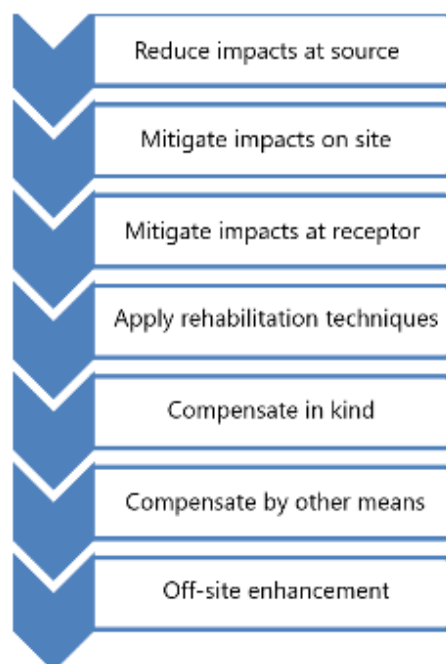 Reduce impacts at source
Mitigate impacts on site
Mitigate impacts at receptor
Apply rehabilitation techniques
Compensate in kind
Compensate by other means
Off-site enhancement